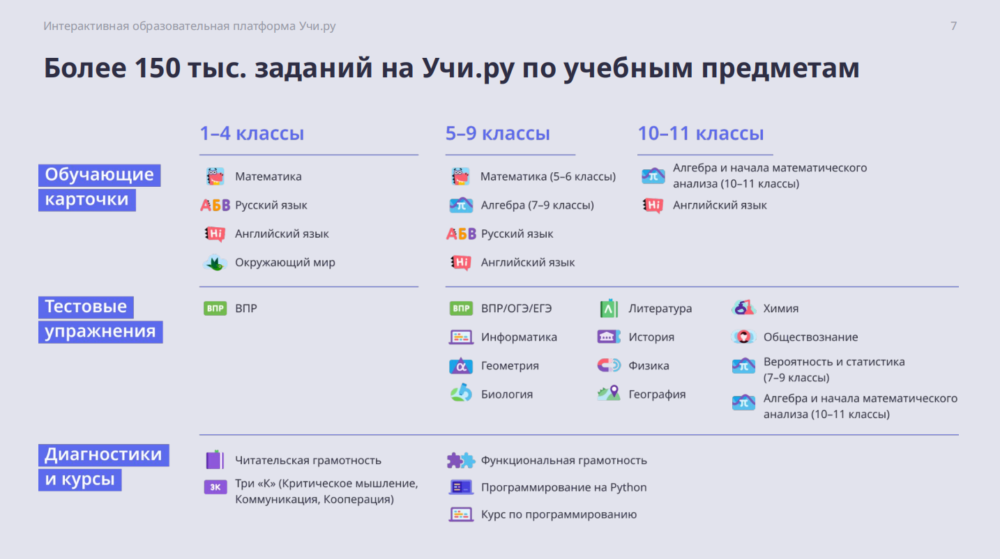 Интерактивная образовательная платформа Учи.ру
7
Более 150 тыс. заданий на Учи.ру по учебным предметам
1–4 классы
5–9 классы
10–11 классы
Обучающие
карточки
Математика
АБВ Русский язык
Hi Английский язык
Окружающий мир
Математика (5–6 классы)
π Алгебра (7–9 классы)
АБВ Русский язык
Hi Английский язык
π Алгебра и начала математического
анализа (10–11 классы)
Hi Английский язык
Тестовые
упражнения
ВПР ВПР
ВПР ВПР/ОГЭ/ЕГЭ
Информатика
α Геометрия
Биология
Л Литература
История
Физика
География
Химия
Обществознание
π Вероятность и статистика
(7–9 классы)
π Алгебра и начала математического
анализа (10–11 классы)
Диагностики
и курсы
Читательская грамотность
3К Три «К» (Критическое мышление,
Коммуникация, Кооперация)
Функциональная грамотность
Программирование на Python
Курс по программированию